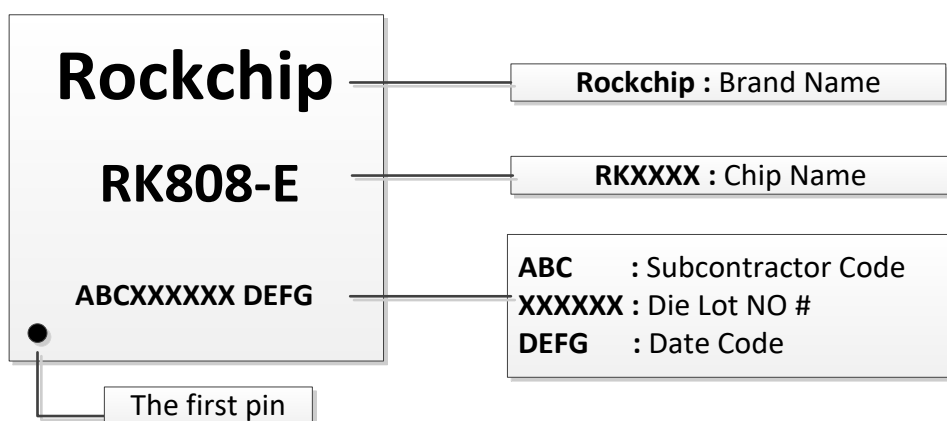 Rockchip
Rockchip : Brand Name
RK808-E
RKXXXX : Chip Name
ABCXXXXXX DEFG
ABC : Subcontractor Code
XXXXXX : Die Lot NO #
DEFG : Date Code
The first pin